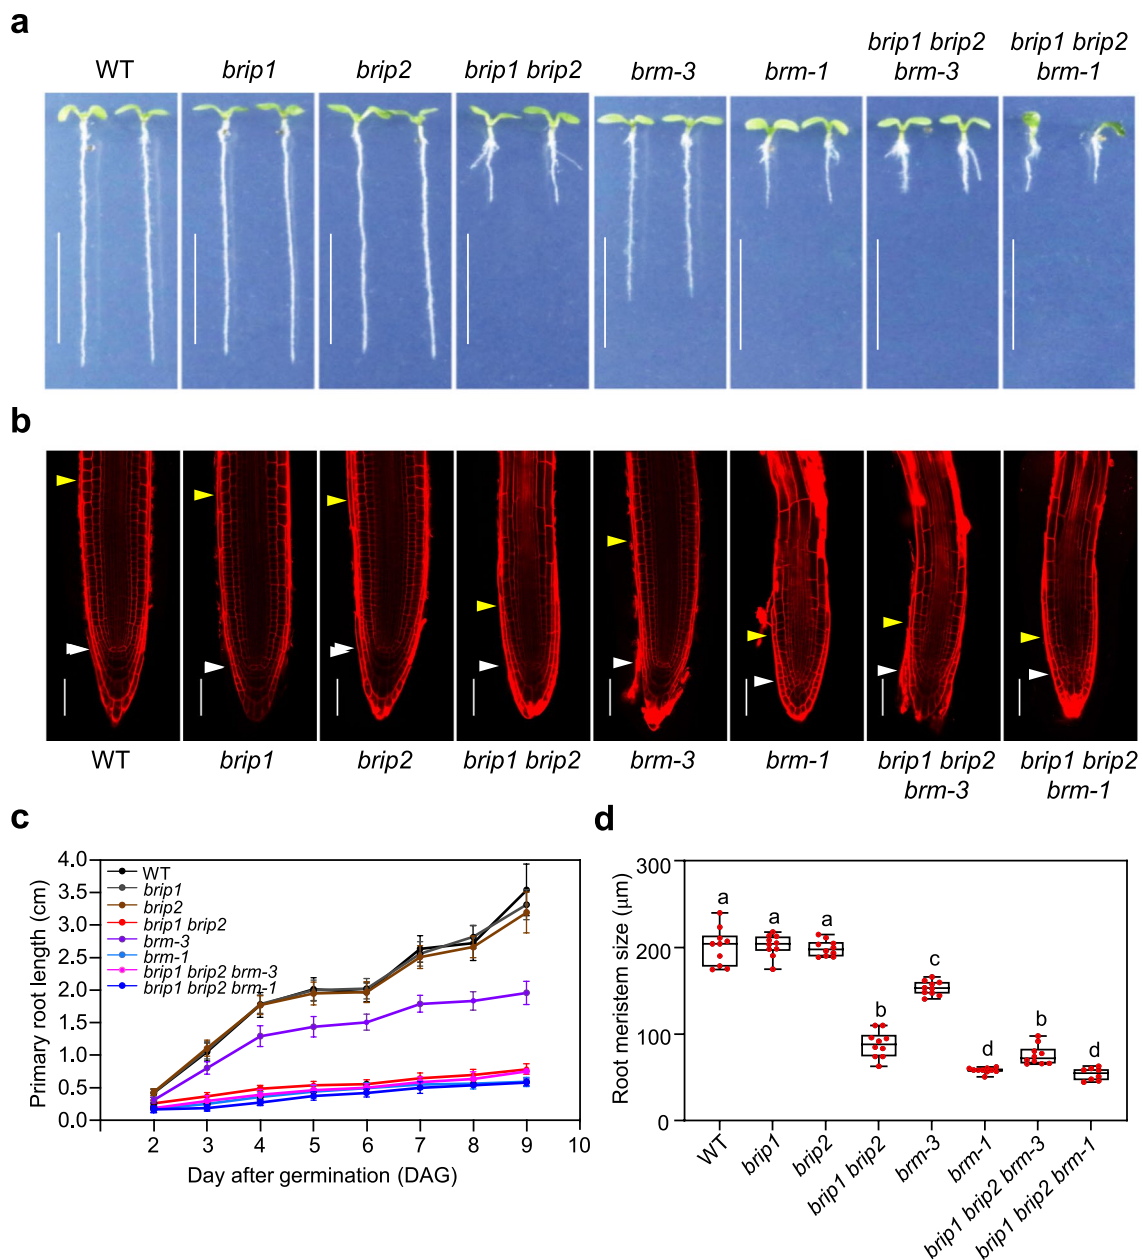 a
WT
brip1
brip2
brip1 brip2
brm-3
brm-1
brip1 brip2
brm-3
brip1 brip2
brm-1
b
WT
brip1
brip2
brip1 brip2
brm-3
brm-1
brip1 brip2
brm-3
brip1 brip2
brm-1
c
Primary root length (cm)
4.0
3.5
3.0
2.5
2.0
1.5
1.0
0.5
0.0
WT
brip1
brip2
brip1 brip2
brm-3
brm-1
brip1 brip2 brm-3
brip1 brip2 brm-1
2 3 4 5 6 7 8 9 10
Day after germination (DAG)
d
Root meristem size (μm)
300
200
100
0
a
a
a
b
c
d
b
d
WT
brip1
brip2
brip1 brip2
brm-3
brm-1
brip1 brip2 brm-3
brip1 brip2 brm-1